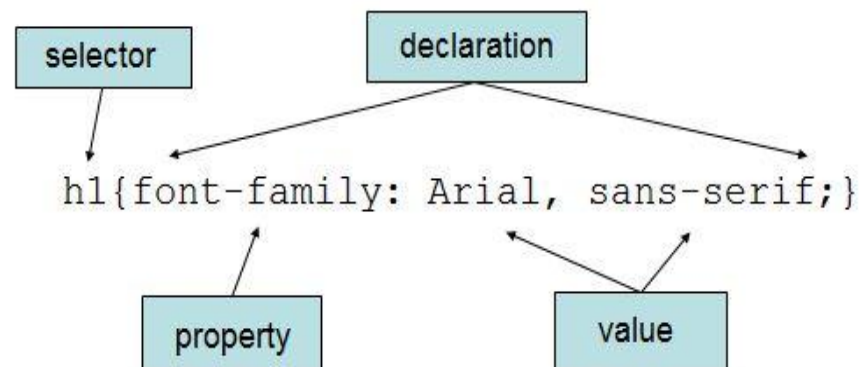 selector
declaration
h1{font-family: Arial, sans-serif;}
property
value